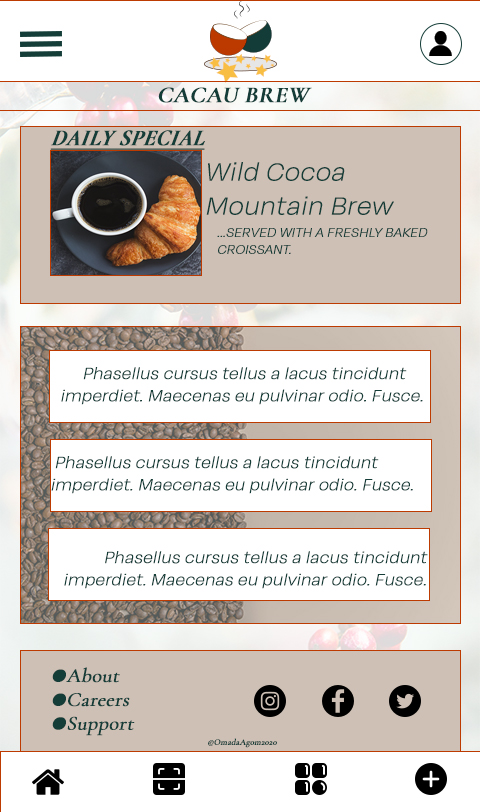 CACAU BREW
DAILY SPECIAL
Wild Cocoa
Mountain Brew
...SERVED WITH A FRESHLY BAKED
CROISSANT.
Phasellus cursus tellus a lacus tincidunt
imperdiet. Maecenas eu pulvinar odio. Fusce.
Phasellus cursus tellus a lacus tincidunt
imperdiet. Maecenas eu pulvinar odio. Fusce.
Phasellus cursus tellus a lacus tincidunt
imperdiet. Maecenas eu pulvinar odio. Fusce.
●About
●Careers
●Support
@OmadaAgom2020